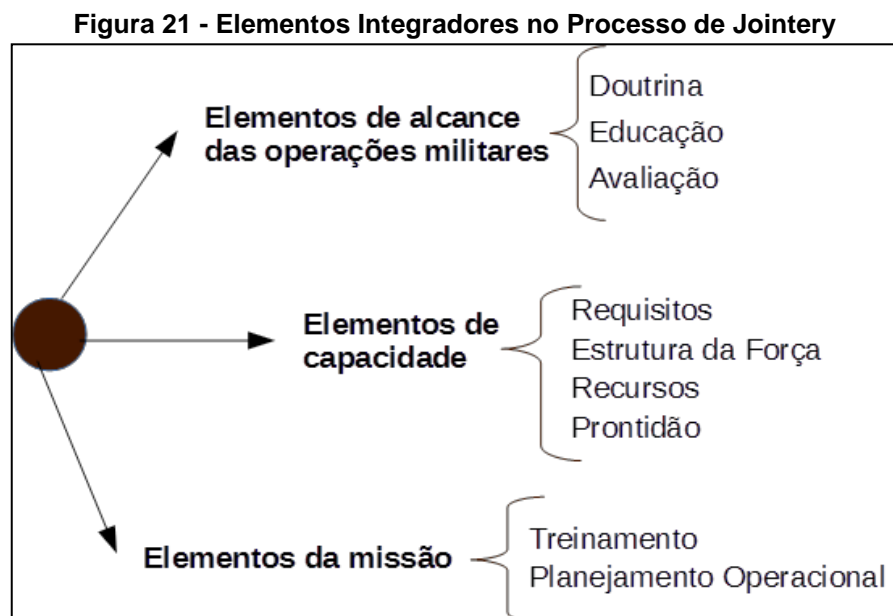 Figura 21 - Elementos Integradores no Processo de Jointery
Elementos de alcance
das operações militares
Doutrina
Educação
Avaliação
Elementos de
capacidade
Requisitos
Estrutura da Força
Recursos
Prontidão
Elementos da missão
Treinamento
Planejamento Operacional